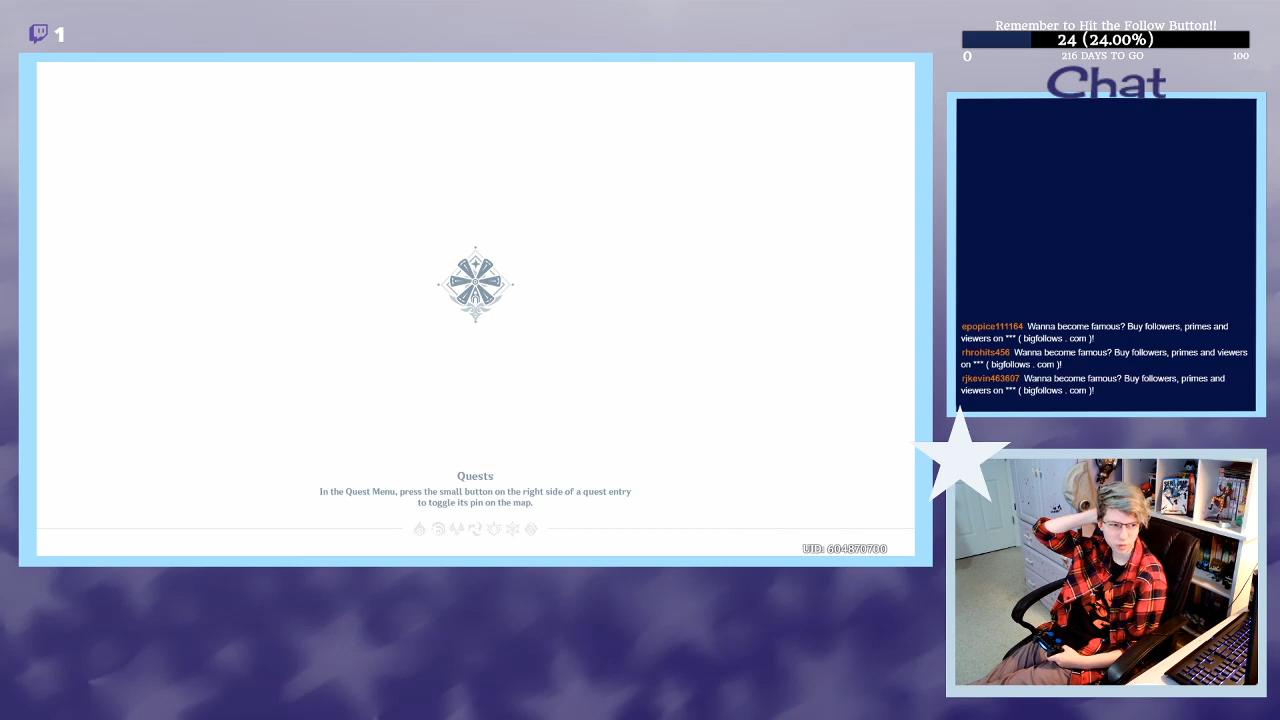 1
Remember to Hit the Follow Button!!
24 (24.00%)
0
216 DAYS TO GO
100
Chat
epopice111164 Wanna become famous? Buy followers, primes and
viewers on *** ( bigfollows . com )!
rhrohits456 Wanna become famous? Buy followers, primes and viewers
on *** ( bigfollows . com )!
rjkevin463607 Wanna become famous? Buy followers, primes and
viewers on *** ( bigfollows . com )!
Quests
In the Quest Menu, press the small button on the right side of a quest entry
to toggle its pin on the map.
UID: 604870700